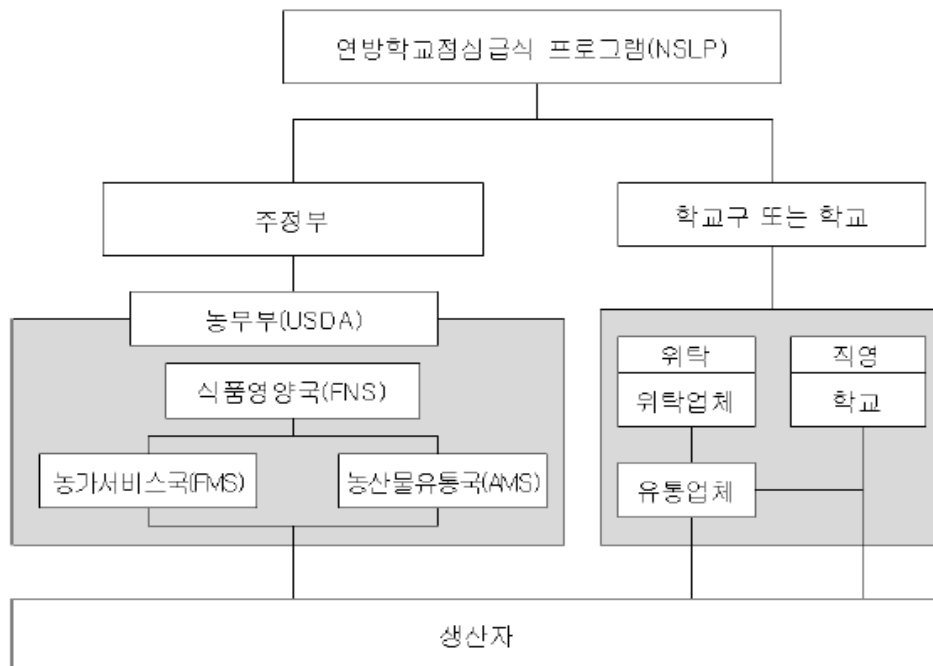 연방학교점심급식 프로그램(NSLP)
주정부
학교구 또는 학교
농무부(USDA)
식품영양국(FNS)
농가서비스국(FMS)
농산물유통국(AMS)
위탁
위탁업체
직영
학교
유통업체
생산자